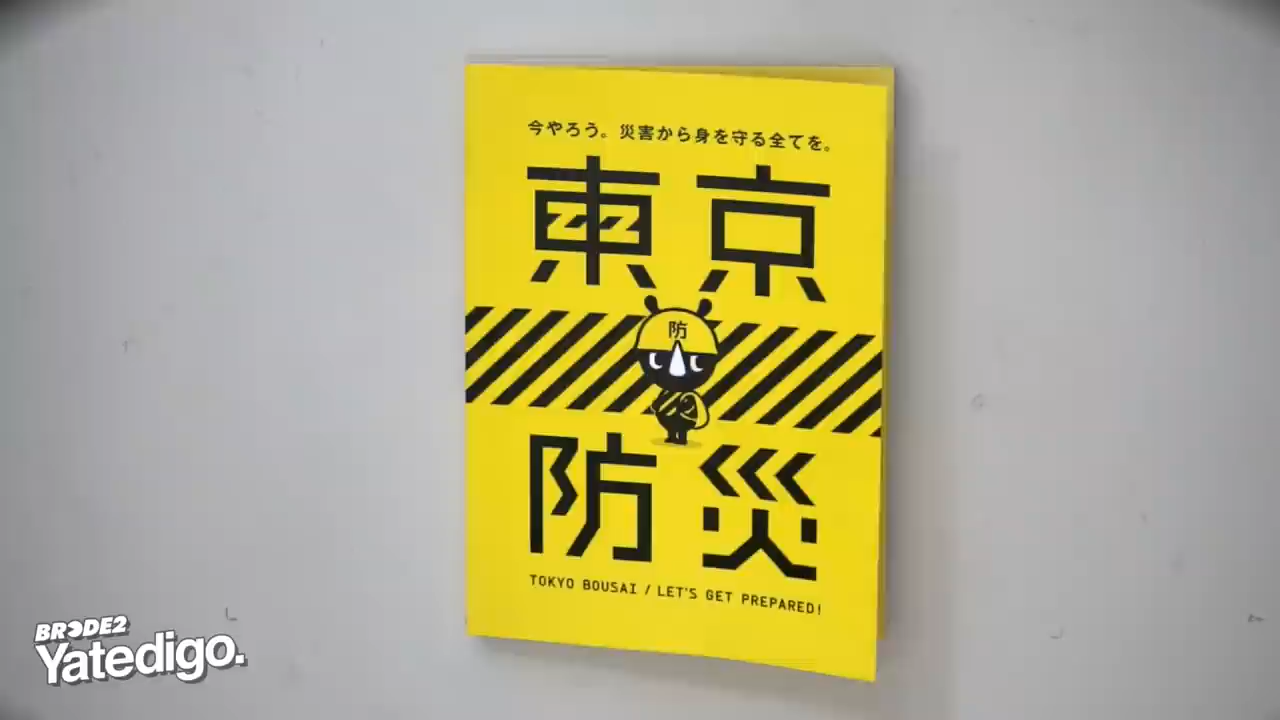 今やろう。災害から身を守る全てを。
東京
防
防災
TOKYO BOUSAI / LET'S GET PREPARED!
BRODE2
Yatedigo.